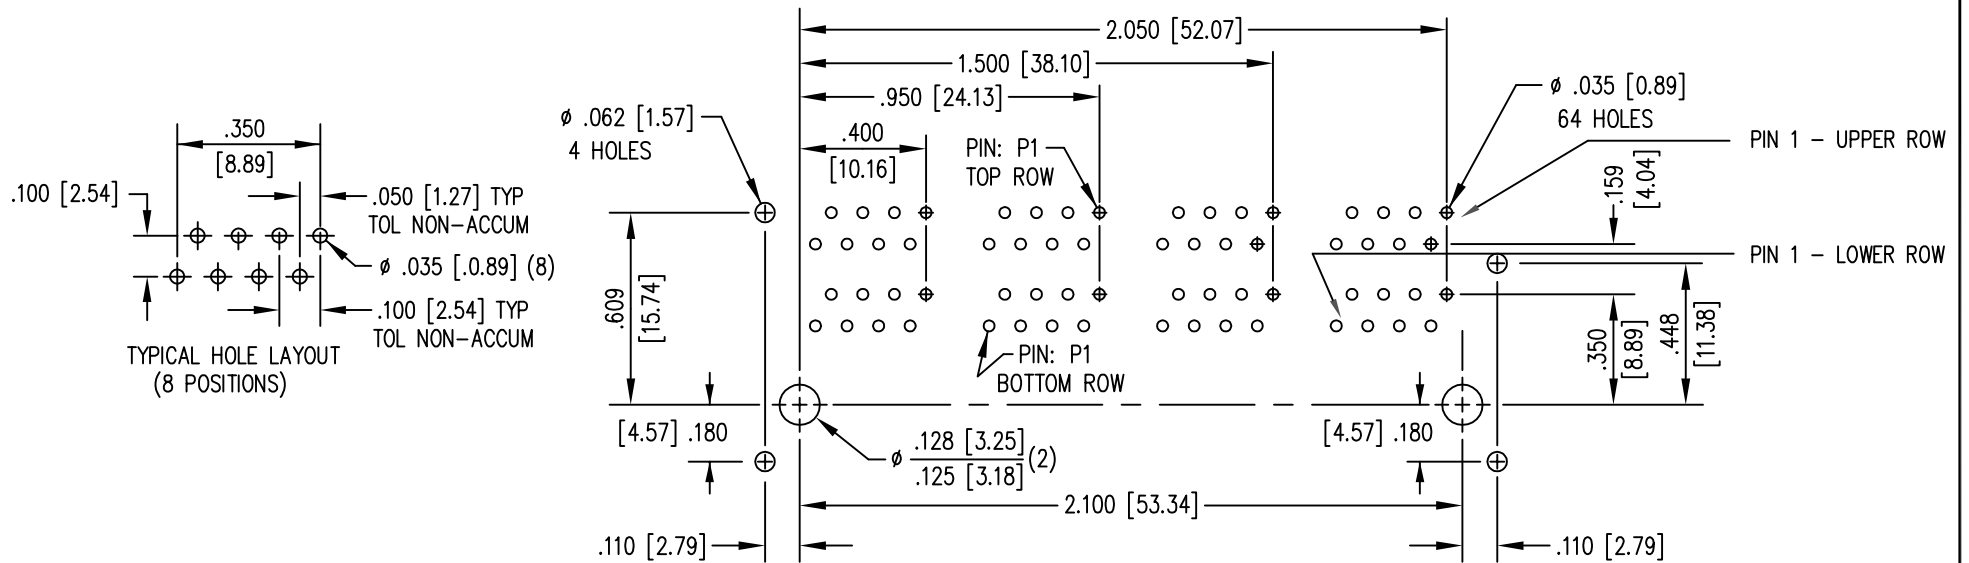 2.050 [52.07]
1.500 [38.10]
.950 [24.13]
.400
[10.16]
ø .062 [1.57]
4 HOLES
PIN: P1
TOP ROW
ø .035 [0.89]
64 HOLES
PIN 1 - UPPER ROW
.159
[4.04]
.350
[8.89]
.100 [2.54]
.050 [1.27] TYP
TOL NON-ACCUM
ø .035 [.0.89] (8)
.100 [2.54] TYP
TOL NON-ACCUM
TYPICAL HOLE LAYOUT
(8 POSITIONS)
.609
[15.74]
PIN 1 - LOWER ROW
PIN: P1
BOTTOM ROW
.350
[8.89]
.448
[11.38]
[4.57] .180
[4.57] .180
ø .128 [3.25]
.125 [3.18] (2)
2.100 [53.34]
.110 [2.79]
.110 [2.79]